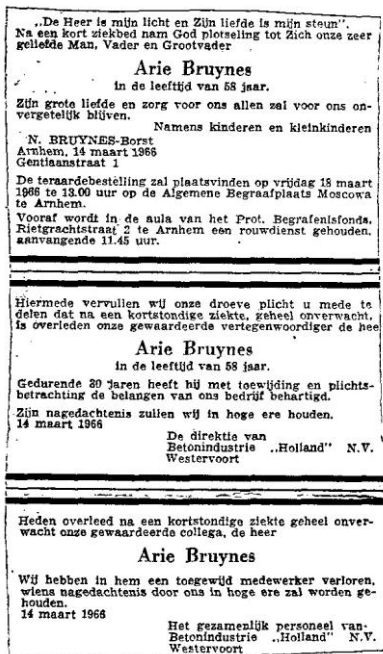 „De Heer is mijn licht en Zijn liefde is mijn steun".
Na een kort ziekbed nam God plotseling tot Zich onze zeer
geliefde Man, Vader en Grootvader
Arie Bruynes
in de leeftijd van 58 jaar.
Zijn grote liefde en zorg voor ons allen zal voor ons on-
vergetelijk blijven.
Namens kinderen en kleinkinderen
N. BRUYNES-Borst
Arnhem, 14 maart 1966
Gentiaanstraat 1
De teraardebestelling zal plaatsvinden op vrijdag 18 maart
1966 te 13.00 uur op de Algemene Begraafplaats Moscowa
te Arnhem.
Vooraf wordt in de aula van het Prot. Begrafenisfonds,
Rietgrachtstraat 2 te Arnhem een rouwdienst gehouden,
aanvangende 11.45 uur.
Hiermede vervullen wij onze droeve plicht u mede te
delen dat na een kortstondige ziekte, geheel onverwacht,
is overleden onze gewaardeerde vertegenwoordiger de hee
Arie Bruynes
in de leeftijd van 58 jaar.
Gedurende 30 jaren heeft hij met toewijding en plichts-
betrachting de belangen van ons bedrijf behartigd.
Zijn nagedachtenis zullen wij in hoge ere houden.
14 maart 1966
De direktie van
Betonindustrie „Holland" N.V.
Westervoort
Heden overleed na een kortstondige ziekte geheel onver-
wacht onze gewaardeerde collega, de heer
Arie Bruynes
Wij hebben in hem een toegewijd medewerker verloren,
wiens nagedachtenis door ons in hoge ere zal worden ge-
houden.
14 maart 1966
Het gezamenlijk personeel van
Betonindustrie „Holland" N.V.
Westervoort